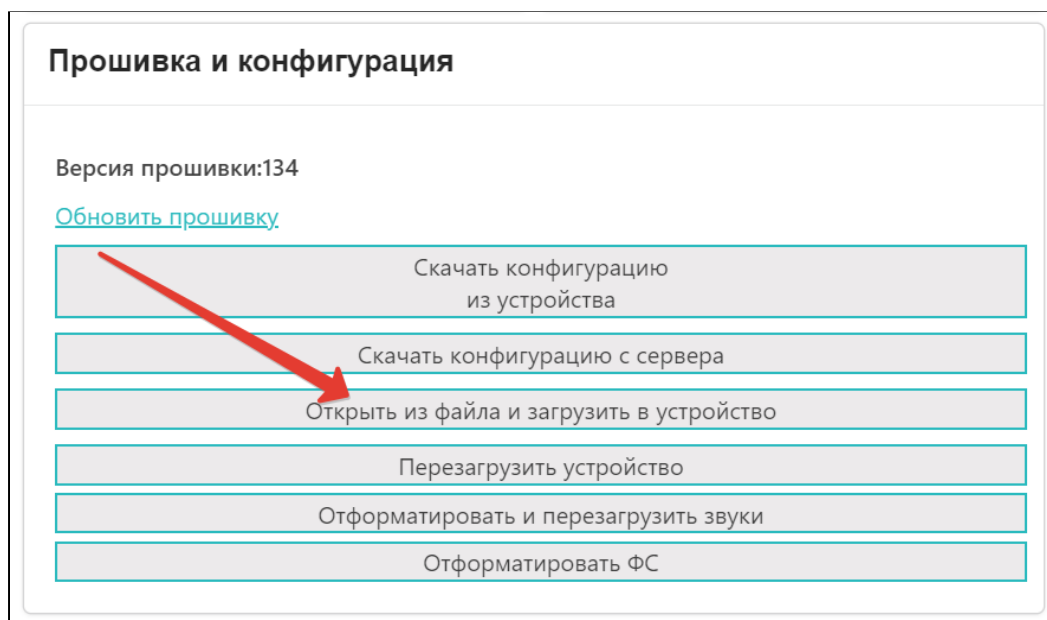 Прошивка и конфигурация
Версия прошивки:134
Обновить прошивку
Скачать конфигурацию
из устройства
Скачать конфигурацию с сервера
Открыть из файла и загрузить в устройство
Перезагрузить устройство
Отформатировать и перезагрузить звуки
Отформатировать ФС